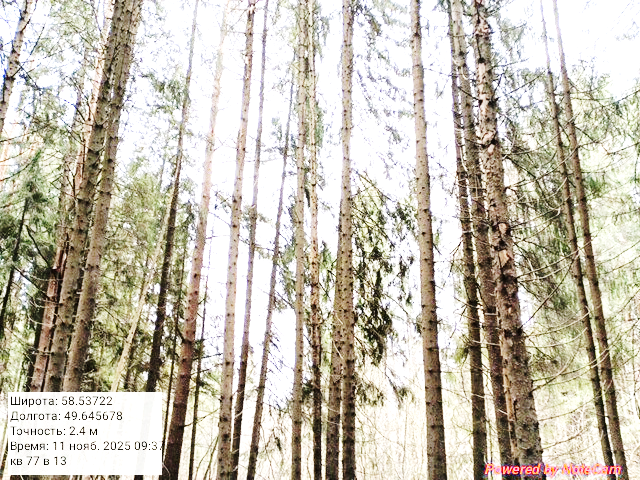 Широта: 58.53722
Долгота: 49.645678
Точность: 2.4 м
Время: 11 нояб. 2025 09:37
кв 77 в 13
Powered by NoteCam